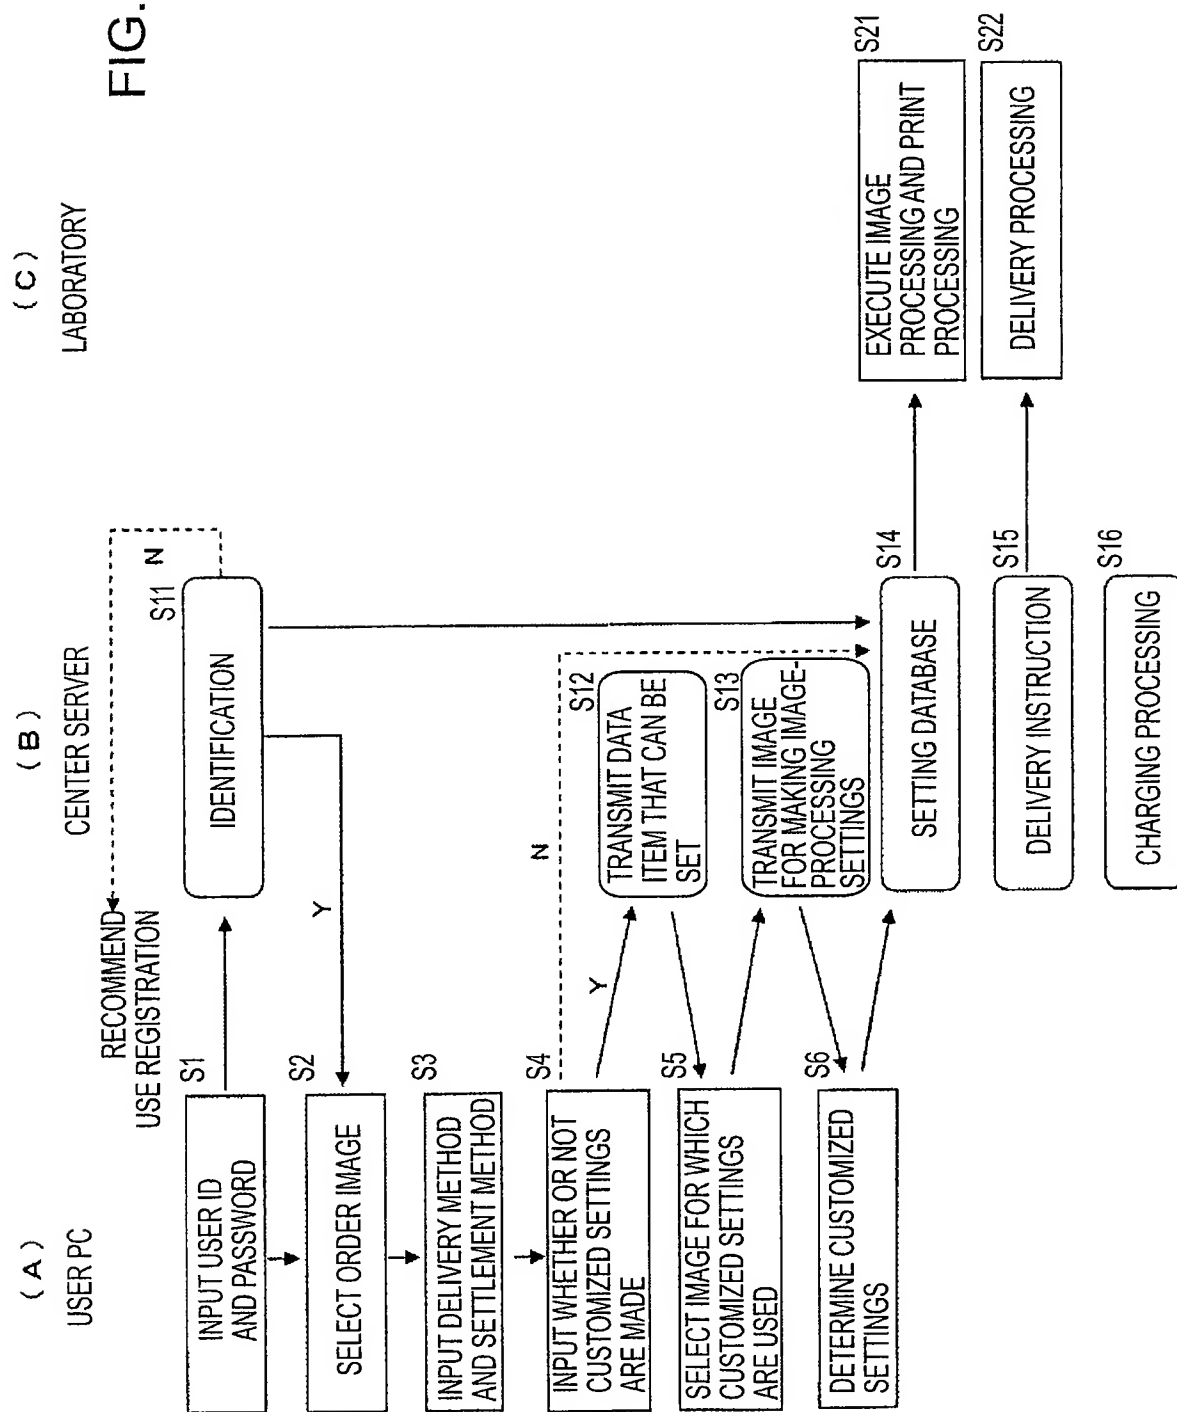 FIG.
( A )
USER PC
( B )
CENTER SERVER
( C )
LABORATORY
RECOMMEND
USE REGISTRATION
S1
INPUT USER ID
AND PASSWORD
S11
IDENTIFICATION
N
S2
SELECT ORDER IMAGE
Y
S3
INPUT DELIVERY METHOD
AND SETTLEMENT METHOD
S4
INPUT WHETHER OR NOT
CUSTOMIZED SETTINGS
ARE MADE
N
Y
S12
TRANSMIT DATA
ITEM THAT CAN BE
SET
S5
SELECT IMAGE FOR WHICH
CUSTOMIZED SETTINGS
ARE USED
S13
TRANSMIT IMAGE
FOR MAKING IMAGE-
PROCESSING
SETTINGS
S6
DETERMINE CUSTOMIZED
SETTINGS
S14
SETTING DATABASE
S21
EXECUTE IMAGE
PROCESSING AND PRINT
PROCESSING
S15
DELIVERY INSTRUCTION
S22
DELIVERY PROCESSING
S16
CHARGING PROCESSING